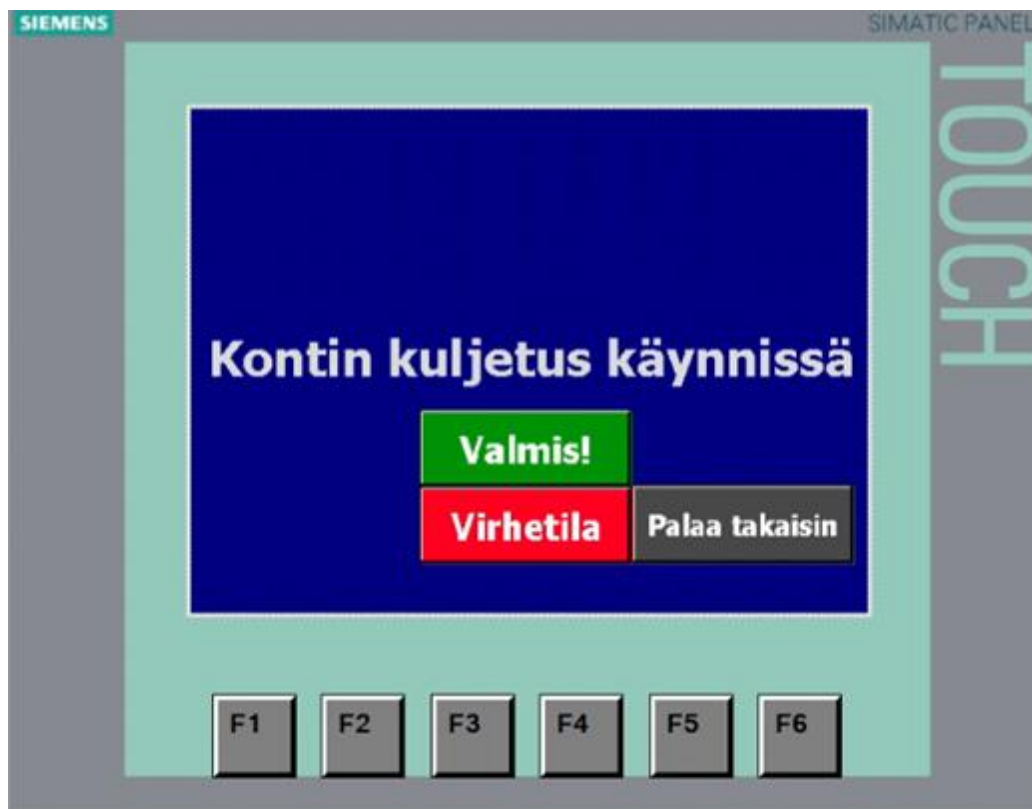 SIEMENS
SIMATIC PANEL
TOUCH
Kontin kuljetus käynnissä
Valmis!
Virhetila
Palaa takaisin
F1
F2
F3
F4
F5
F6